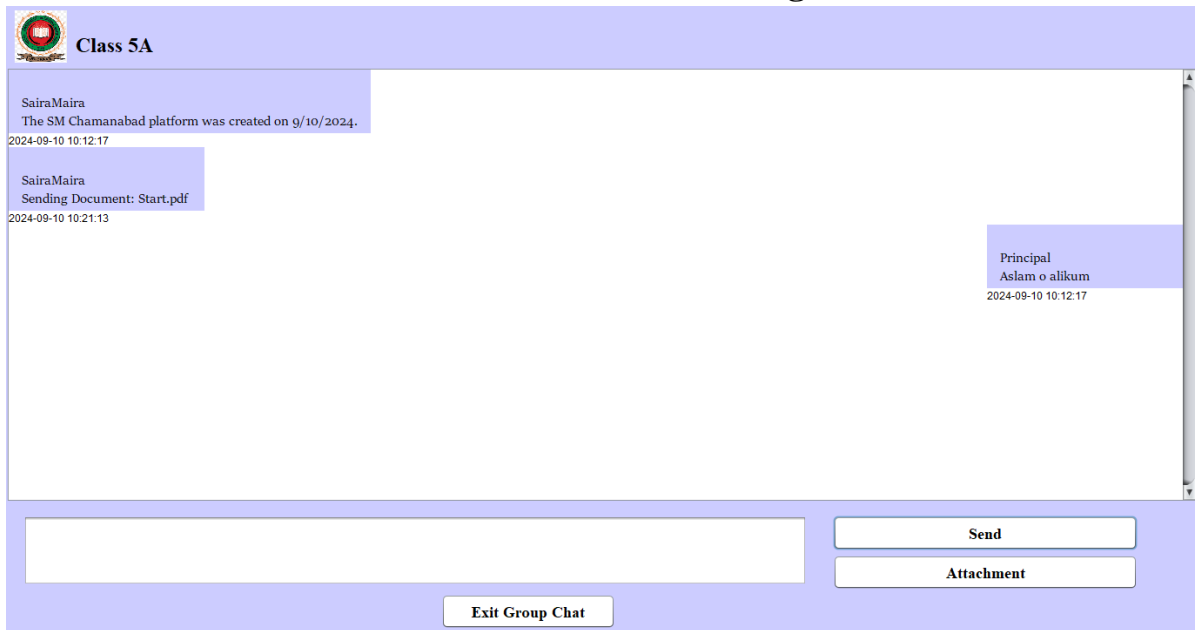 Class 5A
SairaMaira
The SM Chamanabad platform was created on 9/10/2024.
2024-09-10 10:12:17
SairaMaira
Sending Document: Start.pdf
2024-09-10 10:21:13
Principal
Aslam o alikum
2024-09-10 10:12:17
Send
Attachment
Exit Group Chat